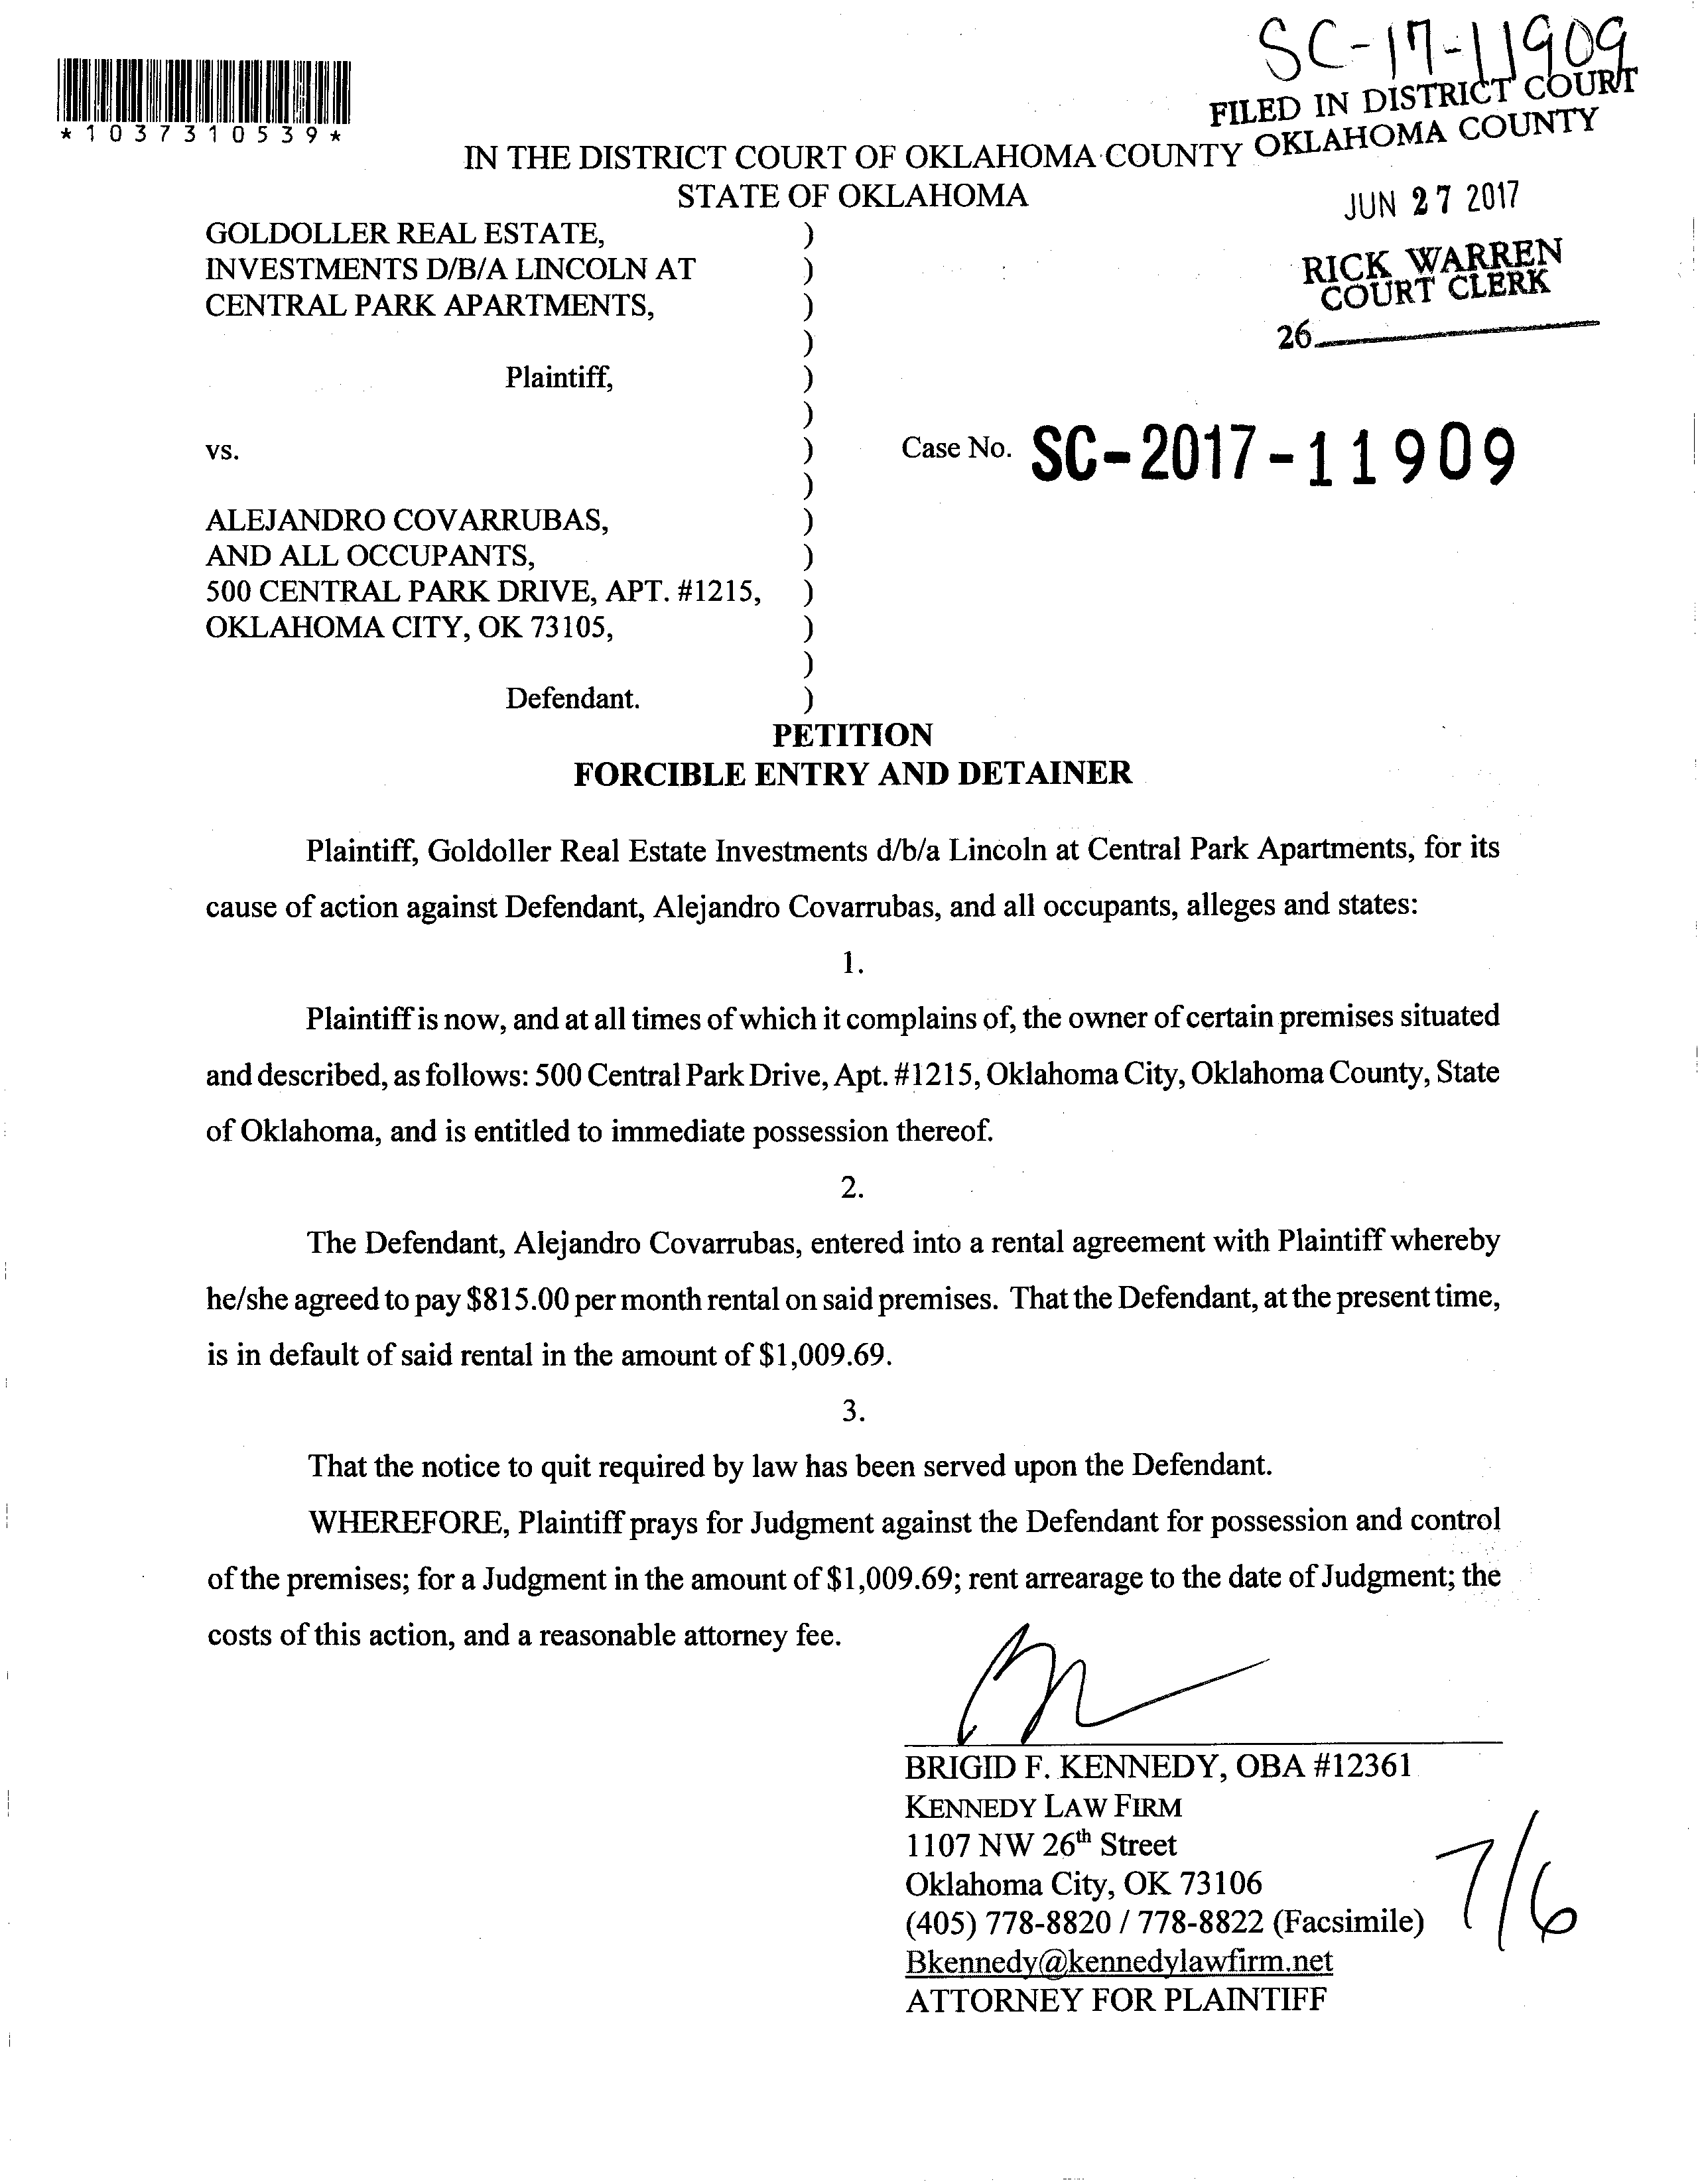 SC-17-11909
FILED IN DISTRICT COURT
OKLAHOMA COUNTY
*1037310539*
IN THE DISTRICT COURT OF OKLAHOMA COUNTY
STATE OF OKLAHOMA
JUN 27 2017
RICK WARREN
COURT CLERK
26
GOLDOLLER REAL ESTATE, )
INVESTMENTS D/B/A LINCOLN AT )
CENTRAL PARK APARTMENTS, )
)
Plaintiff, )
)
vs. ) Case No. SC-2017-11909
)
ALEJANDRO COVARRUBAS, )
AND ALL OCCUPANTS, )
500 CENTRAL PARK DRIVE, APT. #1215, )
OKLAHOMA CITY, OK 73105, )
)
Defendant. )
PETITION
FORCIBLE ENTRY AND DETAINER
Plaintiff, Goldoller Real Estate Investments d/b/a Lincoln at Central Park Apartments, for its
cause of action against Defendant, Alejandro Covarrubas, and all occupants, alleges and states:
1.
Plaintiff is now, and at all times of which it complains of, the owner of certain premises situated
and described, as follows: 500 Central Park Drive, Apt. #1215, Oklahoma City, Oklahoma County, State
of Oklahoma, and is entitled to immediate possession thereof.
2.
The Defendant, Alejandro Covarrubas, entered into a rental agreement with Plaintiff whereby
he/she agreed to pay $815.00 per month rental on said premises. That the Defendant, at the present time,
is in default of said rental in the amount of $1,009.69.
3.
That the notice to quit required by law has been served upon the Defendant.
WHEREFORE, Plaintiff prays for Judgment against the Defendant for possession and control
of the premises; for a Judgment in the amount of $1,009.69; rent arrearage to the date of Judgment; the
costs of this action, and a reasonable attorney fee.
BRIGID F. KENNEDY, OBA #12361
KENNEDY LAW FIRM
1107 NW 26th Street
Oklahoma City, OK 73106
(405) 778-8820 / 778-8822 (Facsimile)
Bkennedy@kennedylawfirm.net
ATTORNEY FOR PLAINTIFF
7/6